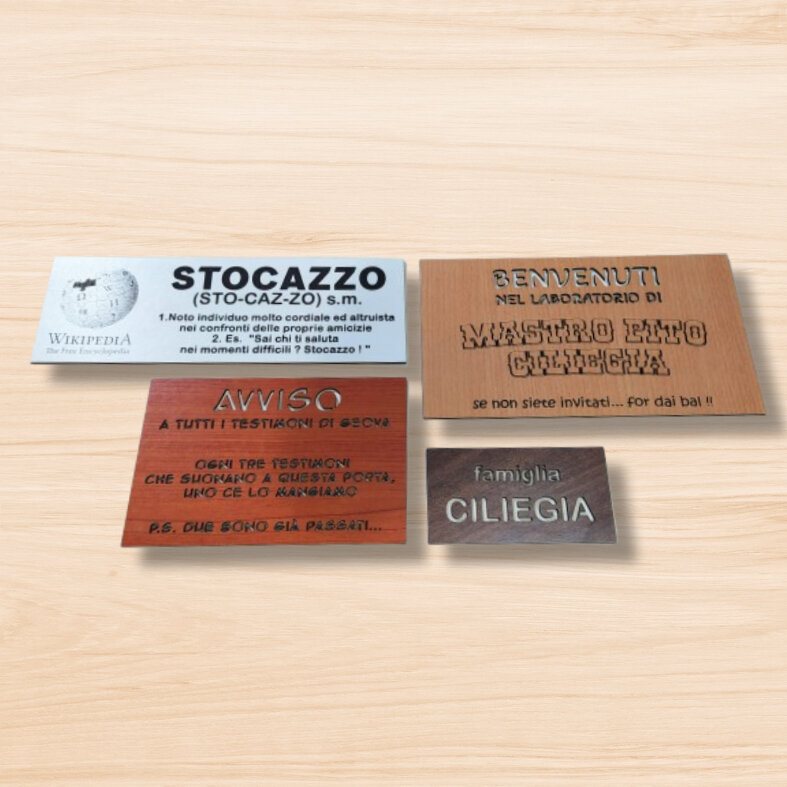 STOCAZZO
(STO-CAZ-ZO) s.m.
1.Noto individuo molto cordiale ed altruista
nei confronti delle proprie amicizie
2. Es. "Sai chi ti saluta
nei momenti difficili ? Stocazzo ! "
WIKIPEDIA
The Free Encyclopedia
BENVENUTI
NEL LABORATORIO DI
MASTRO PITO
CILIEGIA
se non siete invitati... for dai bal !!
AVVISO
A TUTTI I TESTIMONI DI GEOVA
OGNI TRE TESTIMONI
CHE SUONANO A QUESTA PORTA,
UNO CE LO MANGIAMO
P.S. DUE SONO GIÀ PASSATI...
famiglia
CILIEGIA